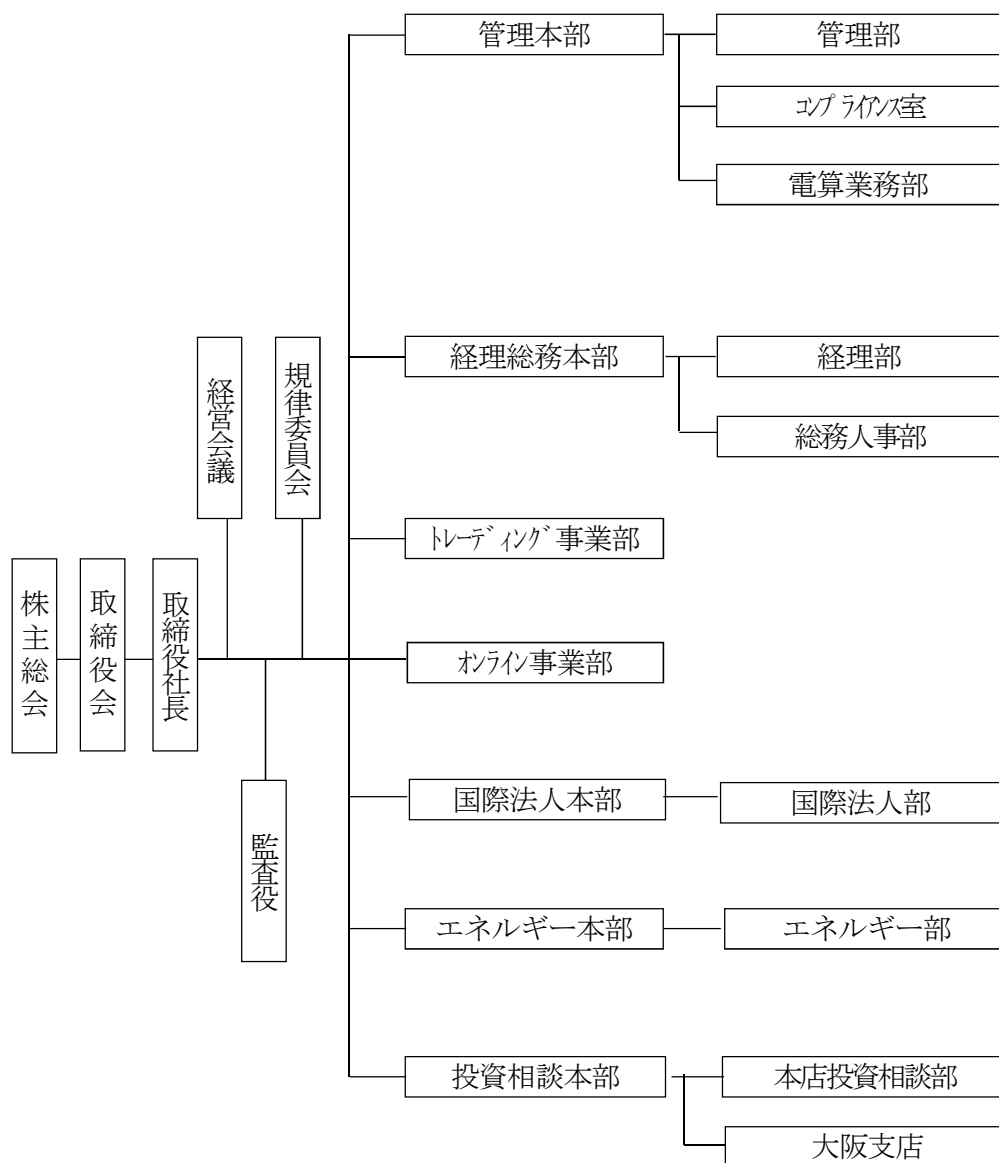 管理本部
管理部
ｺﾝﾌﾟﾗｲｱﾝｽ室
電算業務部
経営会議
規律委員会
経理総務本部
経理部
総務人事部
ﾄﾚｰﾃﾞｨﾝｸﾞ事業部
株主総会
取締役会
取締役社長
ｵﾝﾗｲﾝ事業部
監査役
国際法人本部
国際法人部
エネルギー本部
エネルギー部
投資相談本部
本店投資相談部
大阪支店